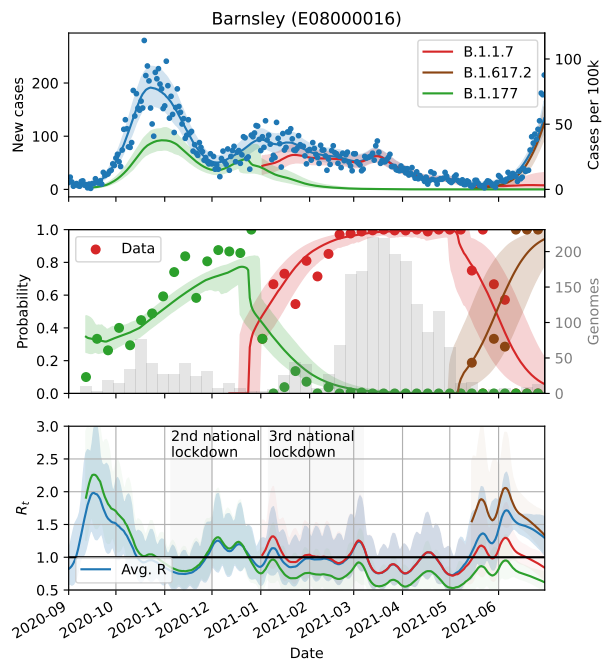 Barnsley (E08000016)
New cases
200
100
0
B.1.1.7
B.1.617.2
B.1.177
100
50
0
Cases per 100k
Probability
1.0
0.8
0.6
0.4
0.2
0.0
Data
200
150
100
50
0
Genomes
Rt
3.0
2.5
2.0
1.5
1.0
0.5
2nd national
lockdown
3rd national
lockdown
Avg. R
2020-09
2020-10
2020-11
2020-12
2021-01
2021-02
2021-03
2021-04
2021-05
2021-06
Date